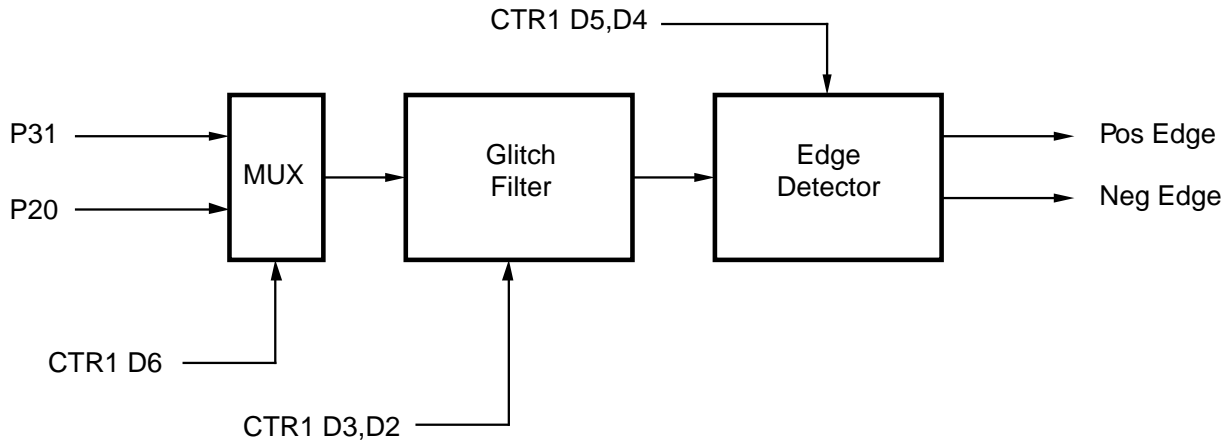 CTR1 D5,D4
P31
P20
MUX
Glitch
Filter
Edge
Detector
Pos Edge
Neg Edge
CTR1 D6
CTR1 D3,D2